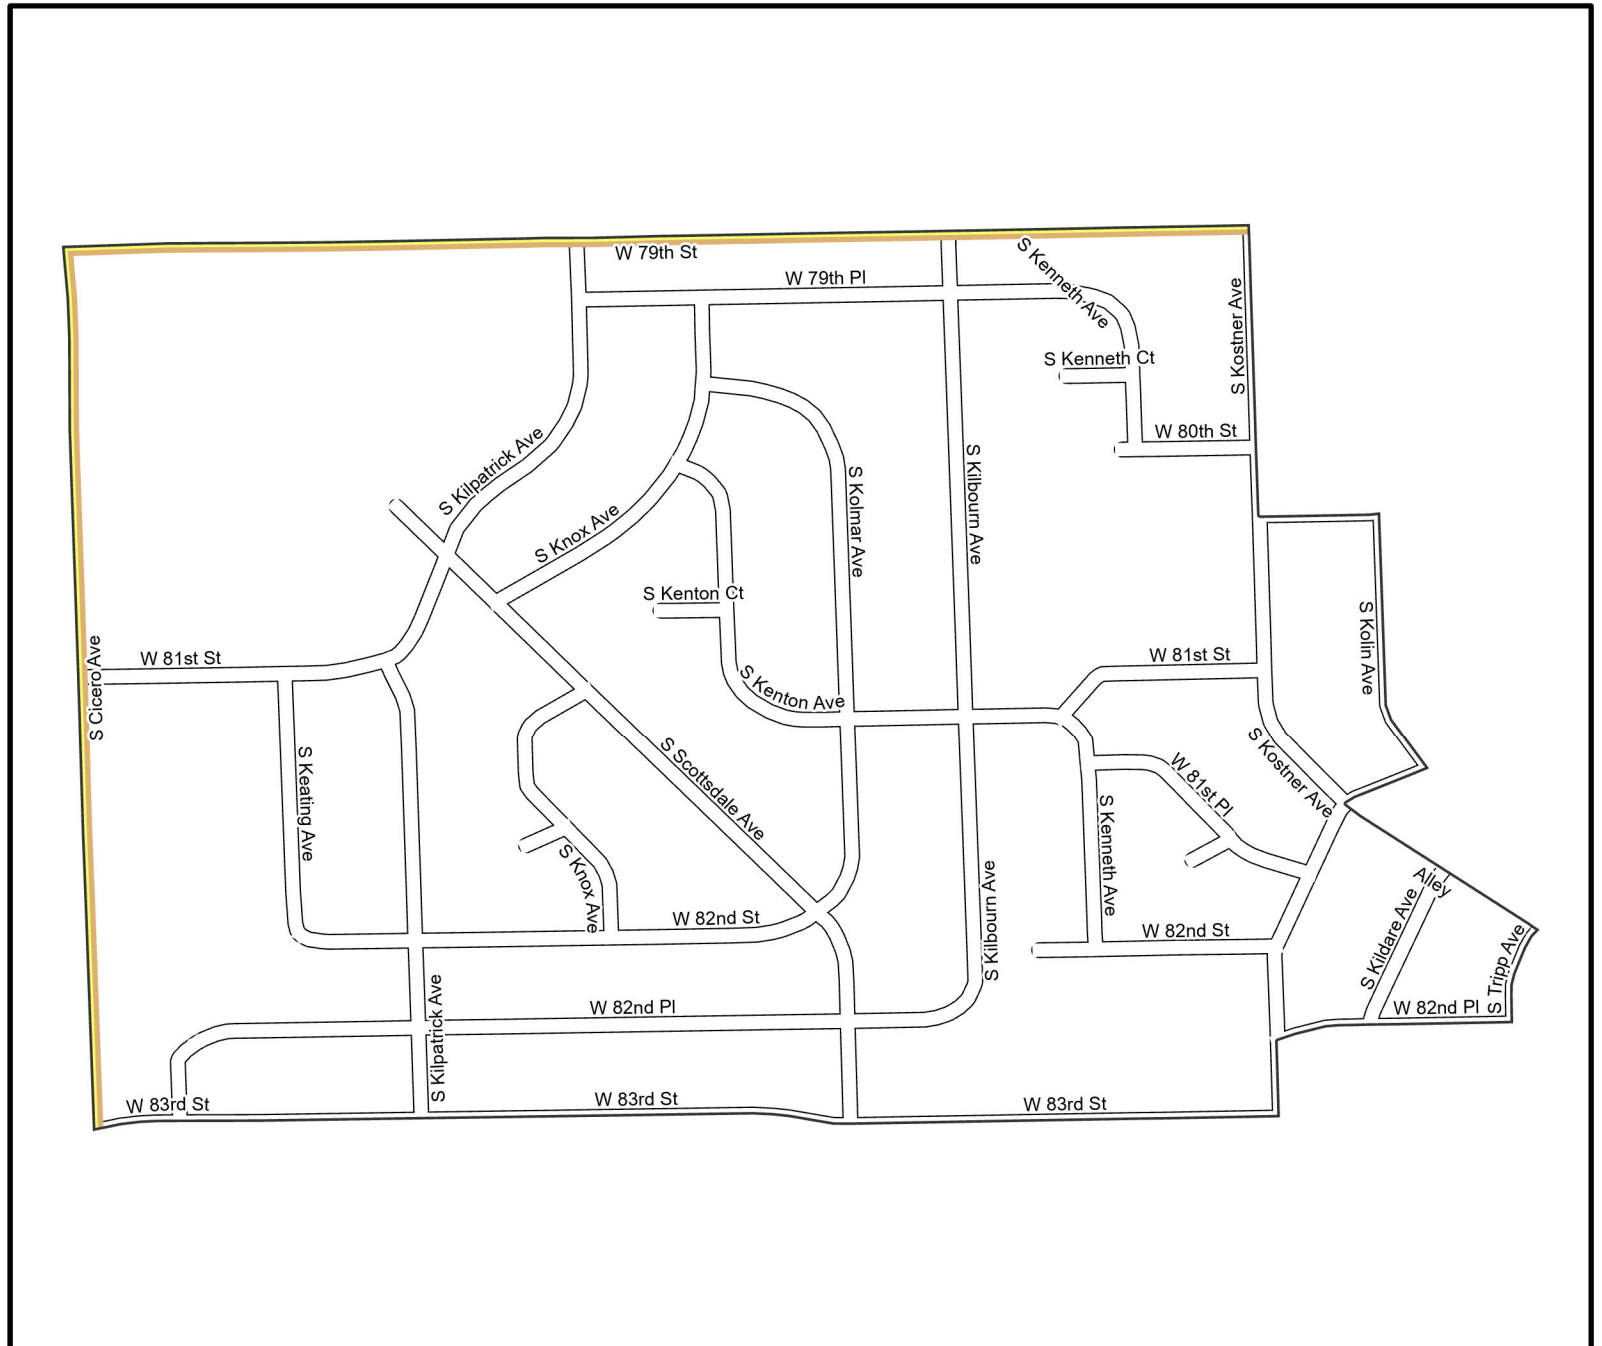 W 79th St
W 79th Pl
S Kenneth Ave
S Kostner Ave
S Kenneth Ct
W 80th St
S Kilpatrick Ave
S Knox Ave
S Kolmar Ave
S Kilbourn Ave
S Kenton Ct
S Kolin Ave
S Cicero Ave
W 81st St
W 81st St
S Kenton Ave
S Keating Ave
S Scottsdale Ave
S Kostner Ave
W 81st Pl
S Kenneth Ave
S Knox Ave
S Kilbourn Ave
Alley
W 82nd St
W 82nd St
S Kildare Ave
S Tripp Ave
S Kilpatrick Ave
W 82nd Pl
W 82nd Pl
W 83rd St
W 83rd St
W 83rd St